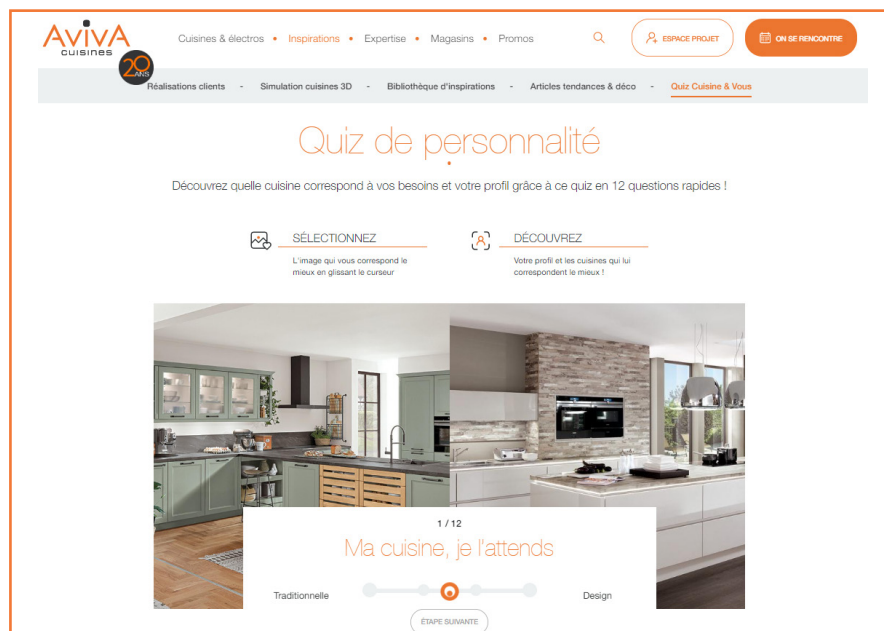 AVIVA
CUISINES
20
ANS
Cuisines & électros • Inspirations • Expertise • Magasins • Promos
ESPACE PROJET
ON SE RENCONTRE
Réalisations clients - Simulation cuisines 3D - Bibliothèque d'inspirations - Articles tendances & déco - Quiz Cuisine & Vous
Quiz de personnalité
Découvrez quelle cuisine correspond à vos besoins et votre profil grâce à ce quiz en 12 questions rapides !
SÉLECTIONNEZ
L'image qui vous correspond le
mieux en glissant le curseur
DÉCOUVREZ
Votre profil et les cuisines qui lui
correspondent le mieux !
1 / 12
Ma cuisine, je l'attends
Traditionnelle
Design
ÉTAPE SUIVANTE